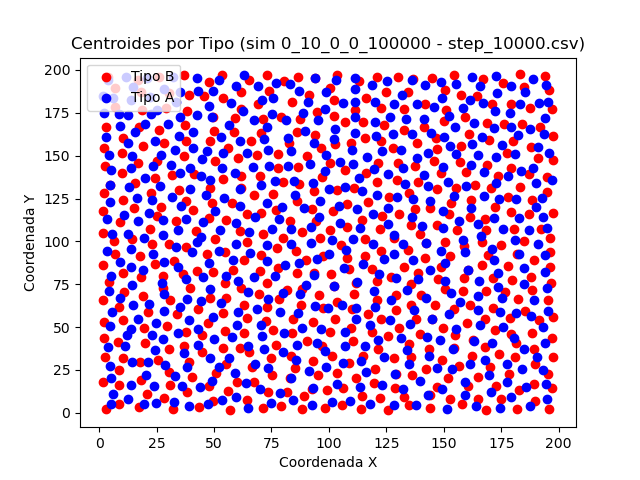 Centroides por Tipo (sim 0_10_0_0_100000 - step_10000.csv)
Tipo B
Tipo A
200
175
150
125
100
75
50
25
0
Coordenada Y
0 25 50 75 100 125 150 175 200
Coordenada X